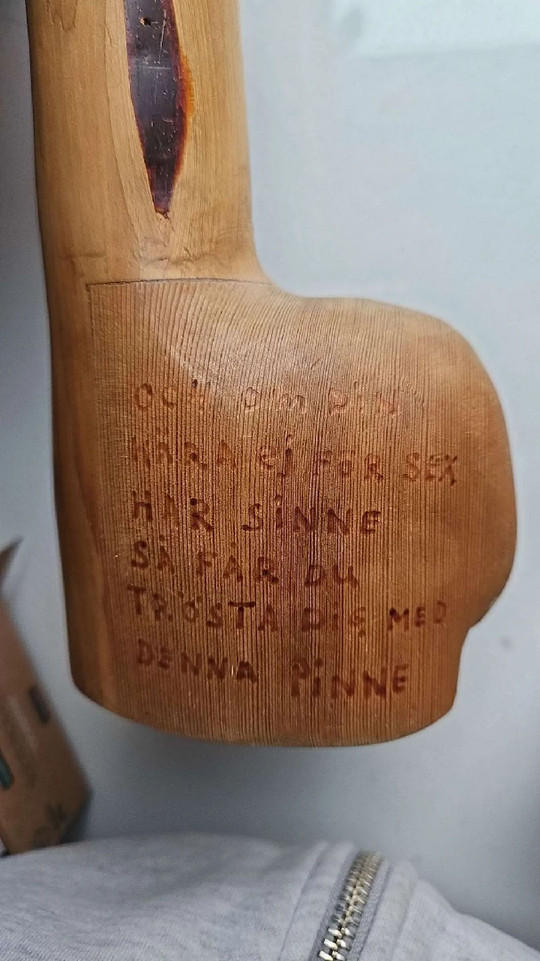 Och om Din
KÄRA ej FÖR SEX
HAR SiNNE
SÅ FÅR DU
TRÖSTA DiG MED
DENNA PiNNE